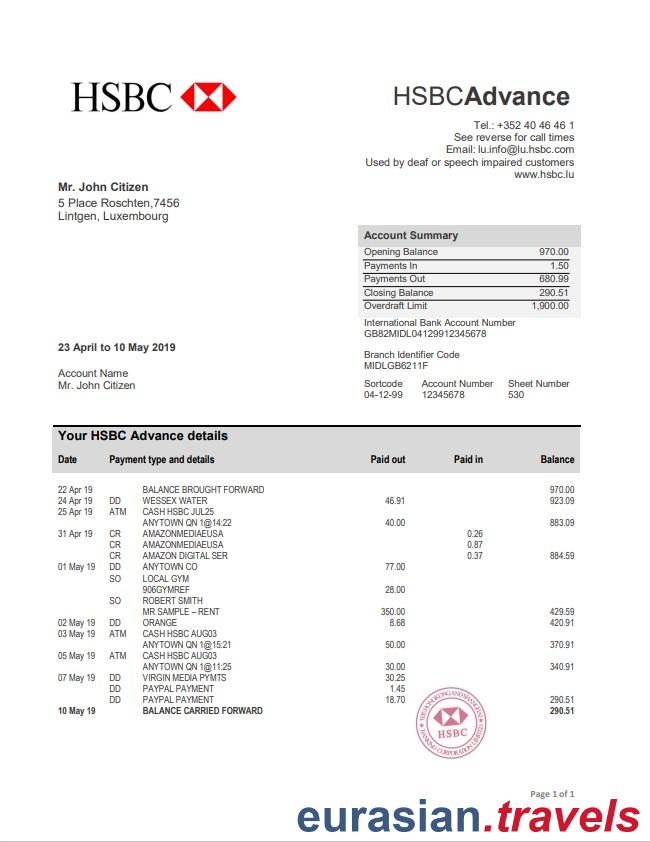 HSBC
HSBCAdvance
Tel.: +352 40 46 46 1
See reverse for call times
Email: lu.info@lu.hsbc.com
Used by deaf or speech impaired customers
www.hsbc.lu
Mr. John Citizen
5 Place Roschten,7456
Lintgen, Luxembourg
Account Summary
Opening Balance 970.00
Payments In 1.50
Payments Out 680.99
Closing Balance 290.51
Overdraft Limit 1,900.00
International Bank Account Number
GB82MIDL04129912345678
23 April to 10 May 2019
Branch Identifier Code
MIDLGB6211F
Account Name
Mr. John Citizen
Sortcode Account Number Sheet Number
04-12-99 12345678 530
Your HSBC Advance details
Date Payment type and details Paid out Paid in Balance
22 Apr 19 BALANCE BROUGHT FORWARD 970.00
24 Apr 19 DD WESSEX WATER 46.91 923.09
25 Apr 19 ATM CASH HSBC JUL25
ANYTOWN QN 1@14:22 40.00 883.09
31 Apr 19 CR AMAZONMEDIAEUSA 0.26
CR AMAZONMEDIAEUSA 0.87
CR AMAZON DIGITAL SER 0.37 884.59
01 May 19 DD ANYTOWN CO 77.00
SO LOCAL GYM
906GYMREF 28.00
SO ROBERT SMITH
MR SAMPLE – RENT 350.00 429.59
02 May 19 DD ORANGE 8.68 420.91
03 May 19 ATM CASH HSBC AUG03
ANYTOWN QN 1@15:21 50.00 370.91
05 May 19 ATM CASH HSBC AUG03
ANYTOWN QN 1@11:25 30.00 340.91
07 May 19 DD VIRGIN MEDIA PYMTS 30.25
DD PAYPAL PAYMENT 1.45
DD PAYPAL PAYMENT 18.70 290.51
10 May 19 BALANCE CARRIED FORWARD 290.51
THE HONGKONG AND SHANGHAI
HSBC
BANKING CORPORATION LIMITED
Page 1 of 1
eurasian.travels